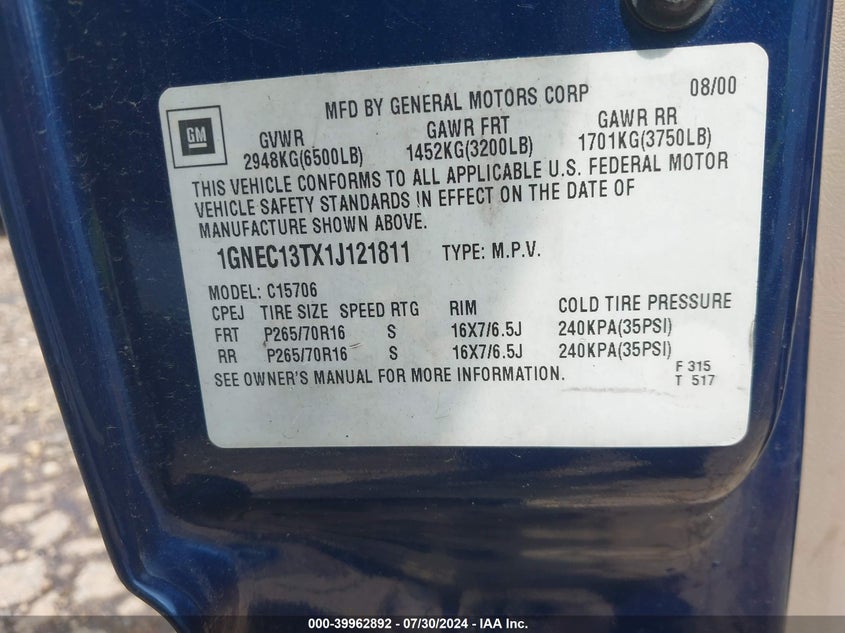 MFD BY GENERAL MOTORS CORP 08/00
GM
GVWR GAWR FRT GAWR RR
2948KG(6500LB) 1452KG(3200LB) 1701KG(3750LB)
THIS VEHICLE CONFORMS TO ALL APPLICABLE U.S. FEDERAL MOTOR
VEHICLE SAFETY STANDARDS IN EFFECT ON THE DATE OF
MANUFACTURE SHOWN ABOVE.
1GNEC13TX1J121811 TYPE: M.P.V.
MODEL: C15706
CPEJ TIRE SIZE SPEED RTG RIM COLD TIRE PRESSURE
FRT P265/70R16 S 16X7/6.5J 240KPA(35PSI)
RR P265/70R16 S 16X7/6.5J 240KPA(35PSI)
SEE OWNER'S MANUAL FOR MORE INFORMATION.
F 315
T 517
000-39962892 - 07/30/2024 - IAA Inc.